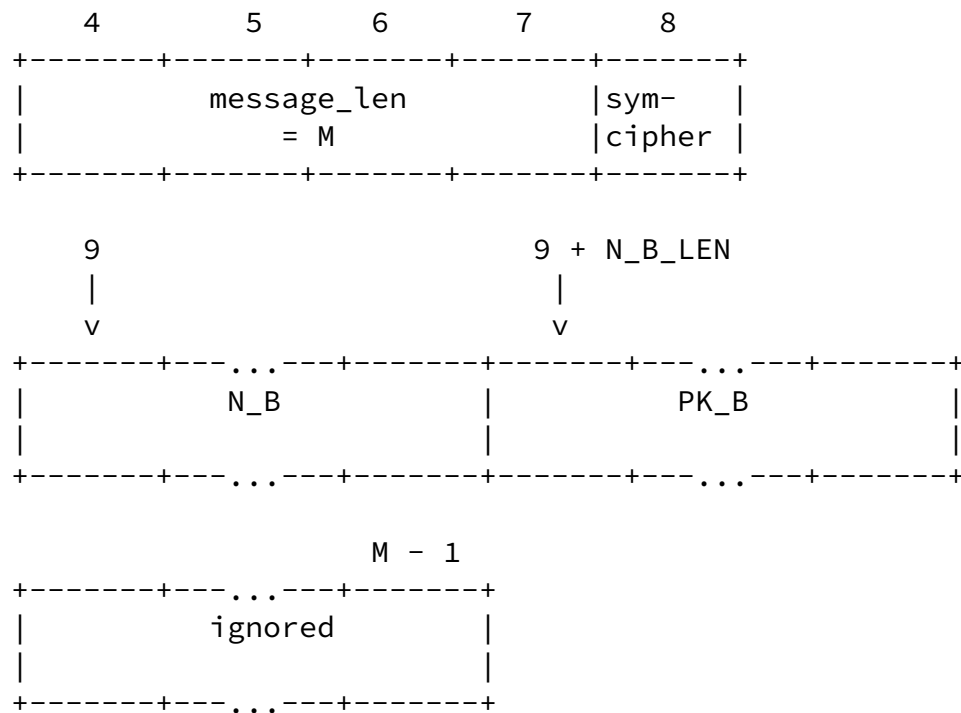 4 5 6 7 8
+-------+-------+-------+-------+-------+
| message_len |sym- |
| = M |cipher |
+-------+-------+-------+-------+-------+
9 9 + N_B_LEN
| |
v v
+-------+---...---+-------+-------+---...---+-------+
| N_B | PK_B |
| | |
+-------+---...---+-------+-------+---...---+-------+
M - 1
+-------+---...---+-------+
| ignored |
| |
+-------+---...---+-------+